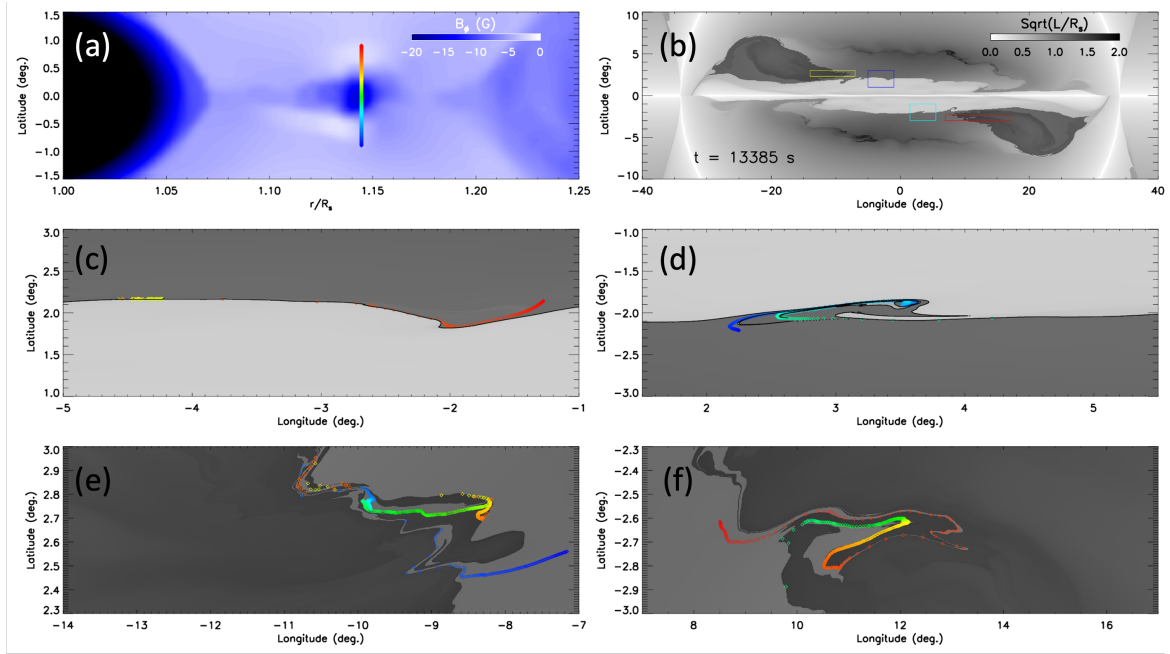 (a)
B_φ (G)
-20 -15 -10 -5 0
1.5
1.0
0.5
0.0
-0.5
-1.0
-1.5
Latitude (deg.)
1.00 1.05 1.10 1.15 1.20 1.25
r/R_s
(b)
Sqrt(L/R_s)
0.0 0.5 1.0 1.5 2.0
10
5
0
-5
-10
Latitude (deg.)
t = 13385 s
-40 -20 0 20 40
Longitude (deg.)
(c)
3.0
2.5
2.0
1.5
1.0
Latitude (deg.)
-5 -4 -3 -2 -1
Longitude (deg.)
(d)
-1.0
-1.5
-2.0
-2.5
-3.0
Latitude (deg.)
2 3 4 5
Longitude (deg.)
(e)
3.0
2.9
2.8
2.7
2.6
2.5
2.4
2.3
Latitude (deg.)
-14 -13 -12 -11 -10 -9 -8 -7
Longitude (deg.)
(f)
-2.3
-2.4
-2.5
-2.6
-2.7
-2.8
-2.9
-3.0
Latitude (deg.)
8 10 12 14 16
Longitude (deg.)